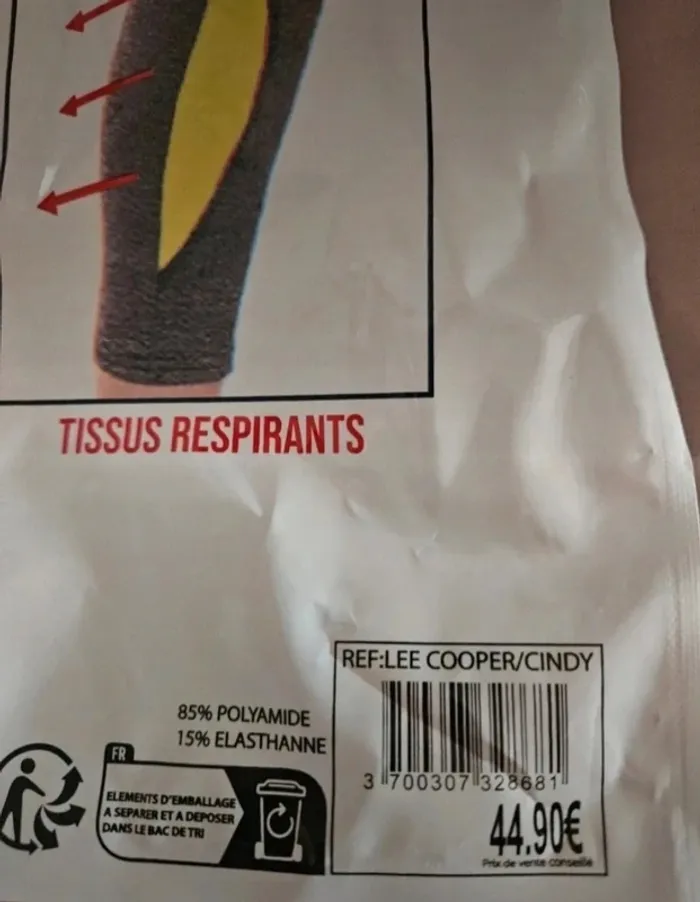 TISSUS RESPIRANTS
REF:LEE COOPER/CINDY
85% POLYAMIDE
15% ELASTHANNE
3 700307 328681
FR
ELEMENTS D'EMBALLAGE
A SEPARER ET A DEPOSER
DANS LE BAC DE TRI
44.90€
Prix de vente conseillé